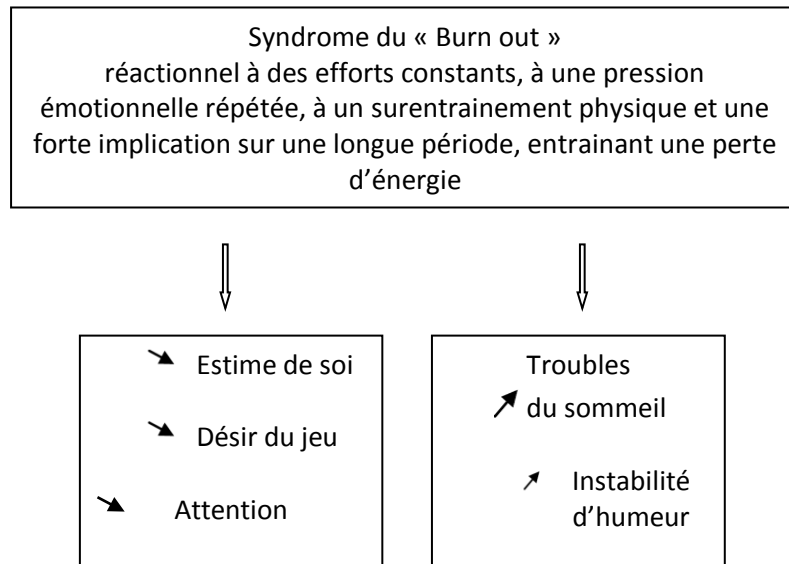 Syndrome du « Burn out »
réactionnel à des efforts constants, à une pression
émotionnelle répétée, à un surentrainement physique et une
forte implication sur une longue période, entrainant une perte
d’énergie
Estime de soi
Désir du jeu
Attention
Troubles
du sommeil
Instabilité
d’humeur